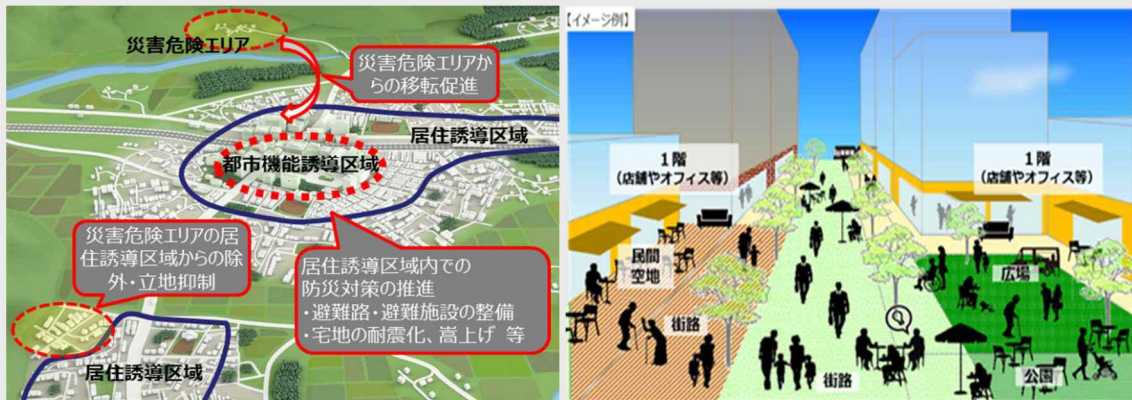 災害危険エリア
災害危険エリアか
らの移転促進
居住誘導区域
都市機能誘導区域
災害危険エリアの居
住誘導区域からの除
外・立地抑制
居住誘導区域内での
防災対策の推進
・避難路・避難施設の整備
・宅地の耐震化、嵩上げ 等
居住誘導区域
【イメージ例】
1階
(店舗やオフィス等)
1階
(店舗やオフィス等)
民間
空地
広場
街路
街路
公園